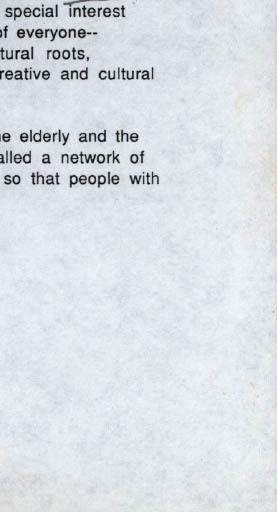 special interest
of everyone--
tural roots,
reative and cultural
e elderly and the
alled a network of
so that people with